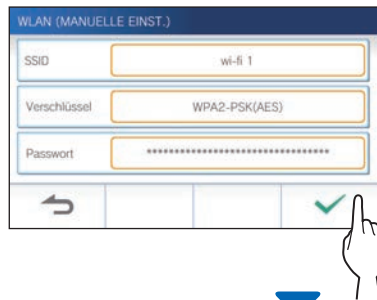 WLAN (MANUELLE EINST.)
SSID wi-fi 1
Verschlüssel WPA2-PSK(AES)
Passwort *********************************